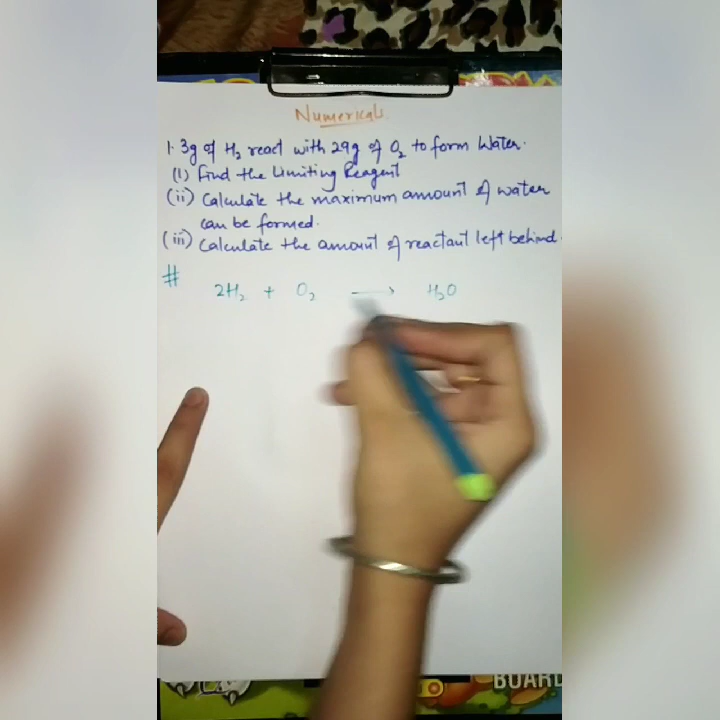 Numericals
1. 3g of H₂ react with 29g of O₂ to form Water.
(i) Find the Limiting Reagent
(ii) Calculate the maximum amount of water
can be formed.
(iii) Calculate the amount of reactant left behind.
#
2H₂ + O₂ → H₂O
BOARD